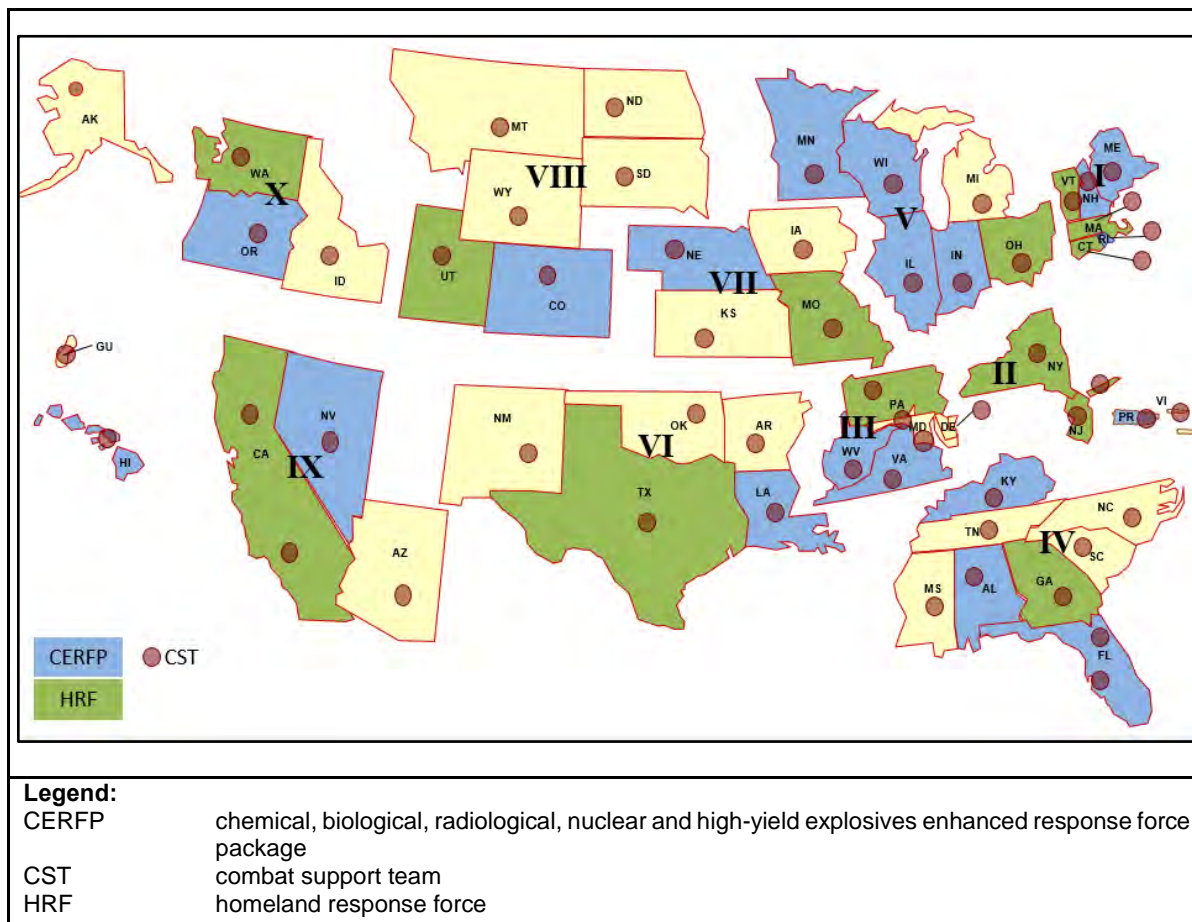 AK
WA
X
OR
ID
MT
ND
WY
VIII
SD
UT
CO
NE
VII
IA
KS
MO
MN
WI
MI
V
IL
IN
OH
ME
I
VT
NH
MA
RI
CT
GU
HI
NV
CA
IX
AZ
NM
OK
AR
VI
TX
LA
II
NY
NJ
PR
VI
PA
III
MD
DE
WV
VA
KY
TN
NC
IV
SC
MS
AL
GA
FL
CERFP
CST
HRF
Legend:
CERFP chemical, biological, radiological, nuclear and high-yield explosives enhanced response force
package
CST combat support team
HRF homeland response force